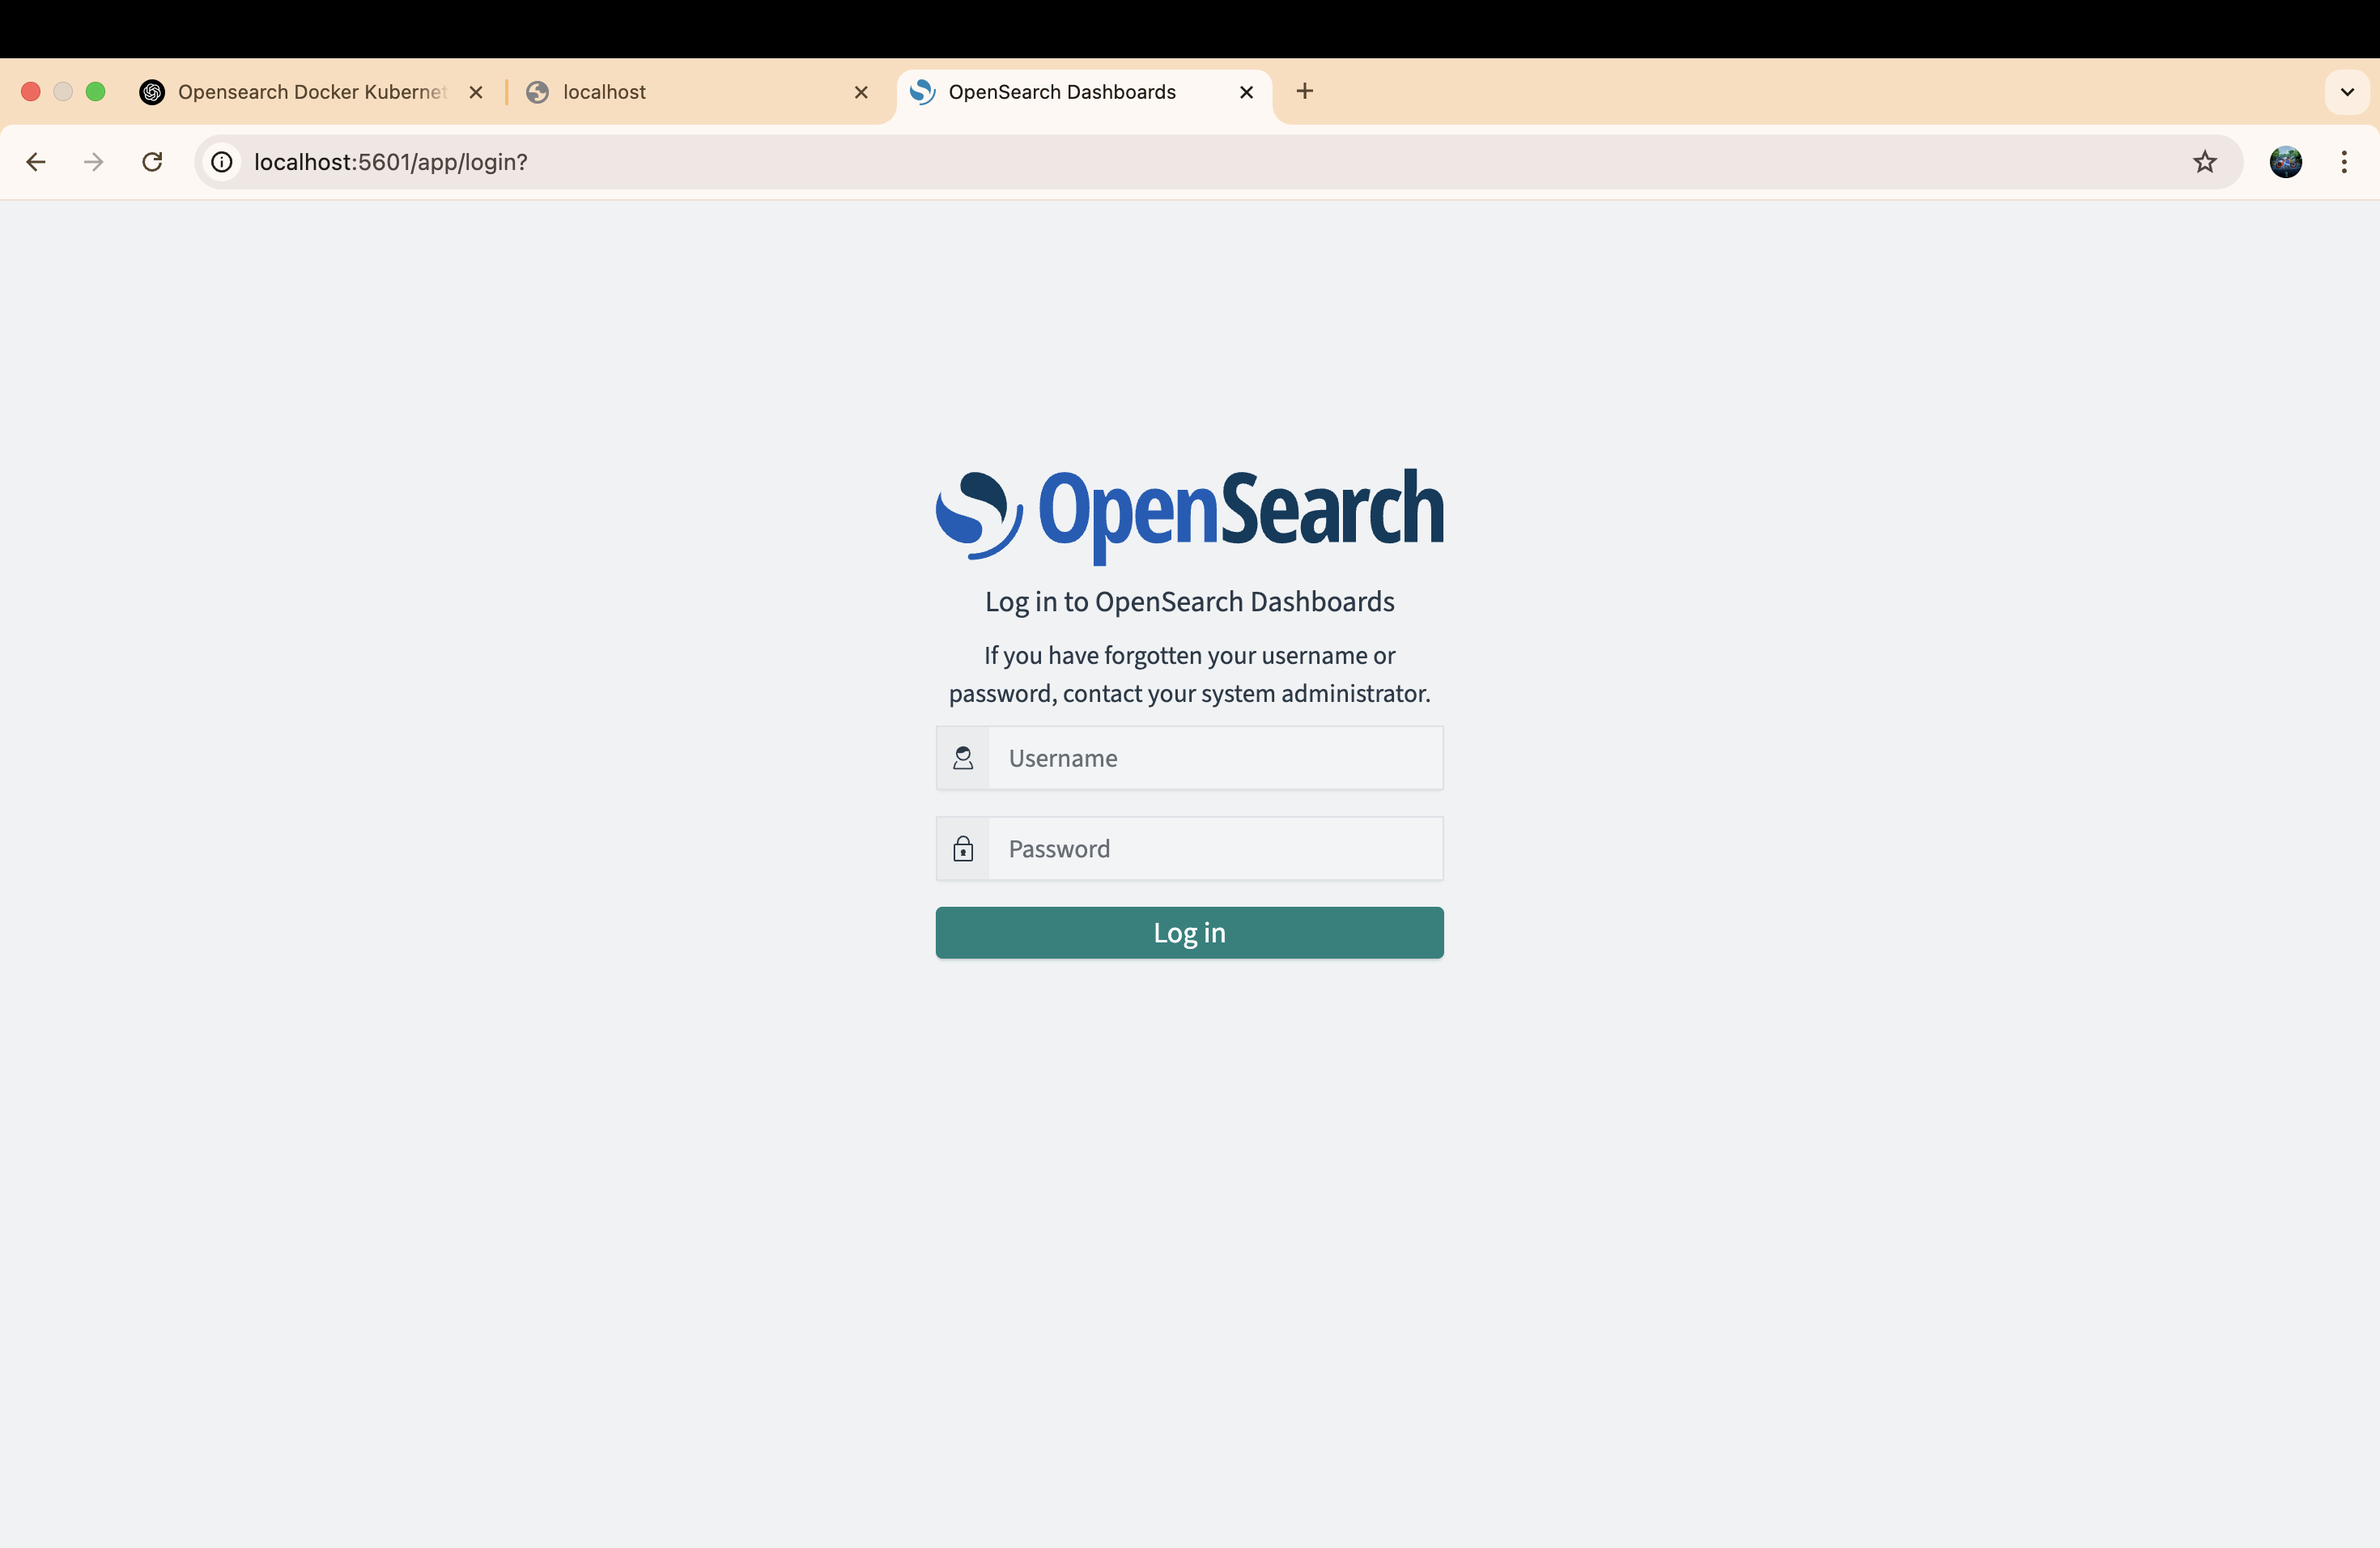 Opensearch Docker Kubernet
localhost
OpenSearch Dashboards
localhost:5601/app/login?
OpenSearch
Log in to OpenSearch Dashboards
If you have forgotten your username or
password, contact your system administrator.
Username
Password
Log in